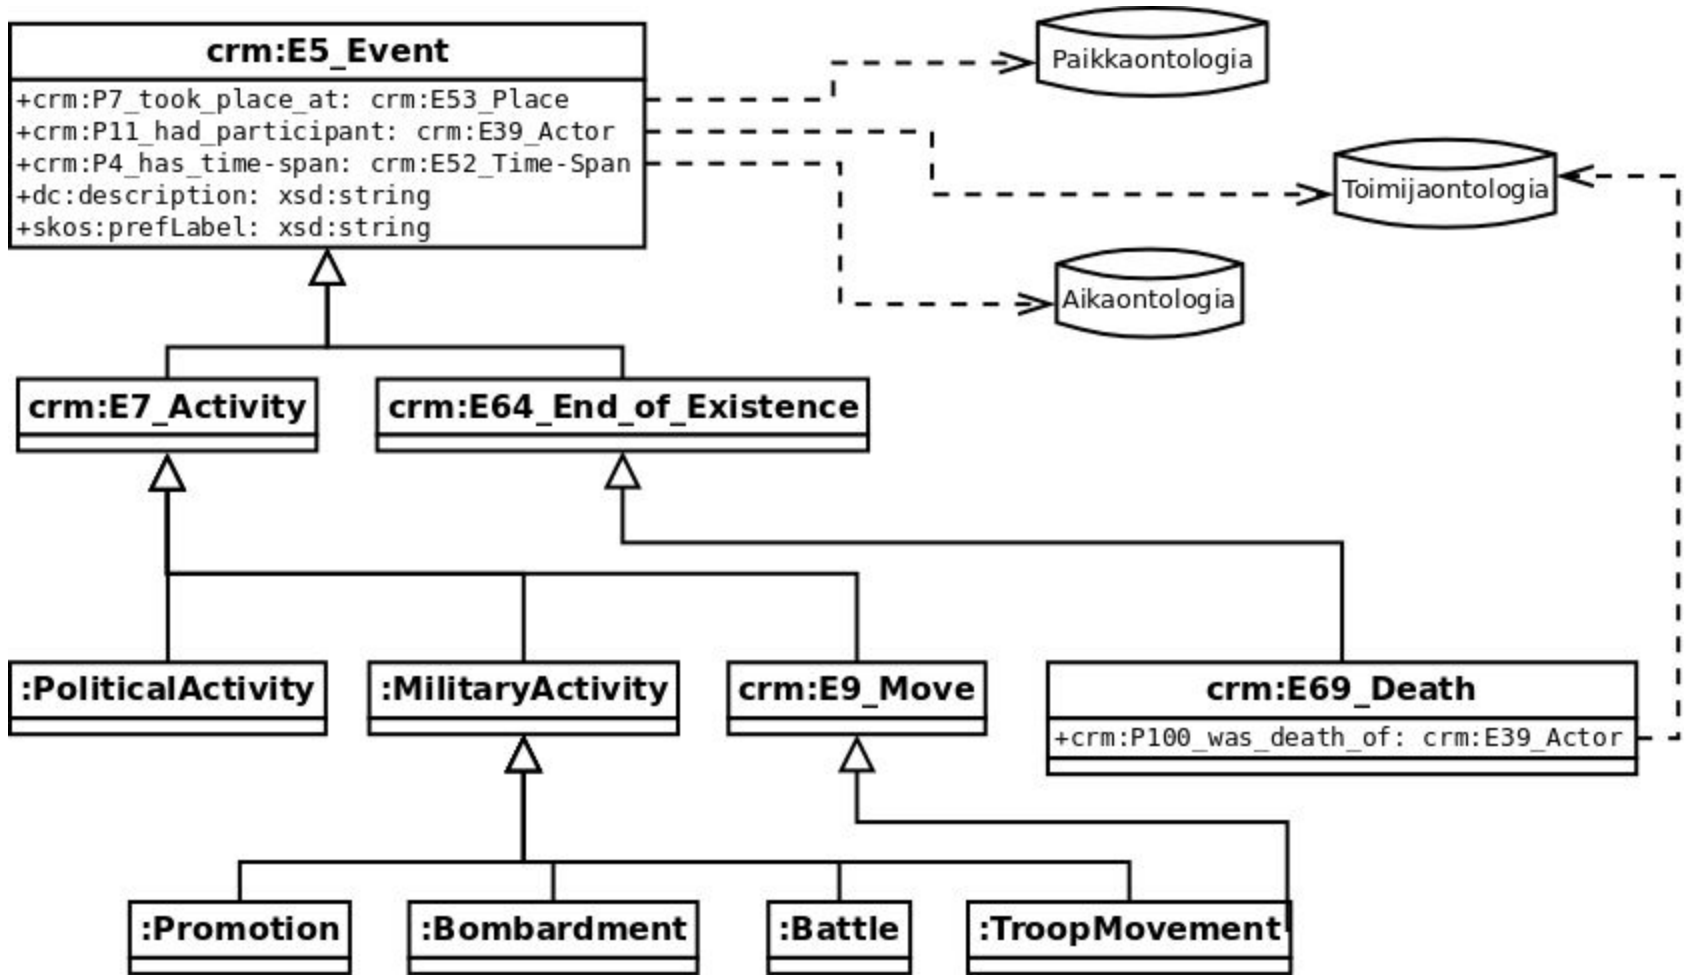 crm:E5_Event
+crm:P7_took_place_at: crm:E53_Place
+crm:P11_had_participant: crm:E39_Actor
+crm:P4_has_time-span: crm:E52_Time-Span
+dc:description: xsd:string
+skos:prefLabel: xsd:string
Paikkaontologia
Toimijaontologia
Aikaontologia
crm:E7_Activity
crm:E64_End_of_Existence
:PoliticalActivity
:MilitaryActivity
crm:E9_Move
crm:E69_Death
+crm:P100_was_death_of: crm:E39_Actor
:Promotion
:Bombardment
:Battle
:TroopMovement